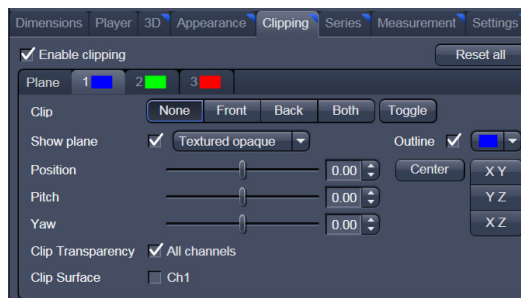 Dimensions Player 3D Appearance Clipping Series Measurement Settings
Enable clipping Reset all
Plane 1 2 3
Clip None Front Back Both Toggle
Show plane Textured opaque Outline
Position 0.00 Center X Y
Pitch 0.00 Y Z
Yaw 0.00 X Z
Clip Transparency All channels
Clip Surface Ch1